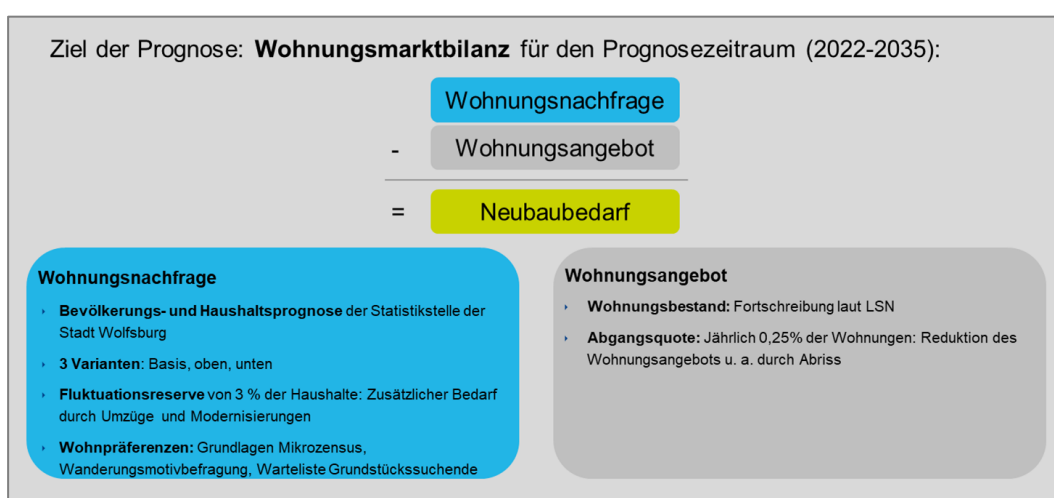 Ziel der Prognose: Wohnungsmarktbilanz für den Prognosezeitraum (2022-2035):
Wohnungsnachfrage
- Wohnungsangebot
= Neubaubedarf
Wohnungsnachfrage
Bevölkerungs- und Haushaltsprognose der Statistikstelle der
Stadt Wolfsburg
3 Varianten: Basis, oben, unten
Fluktuationsreserve von 3 % der Haushalte: Zusätzlicher Bedarf
durch Umzüge und Modernisierungen
Wohnpräferenzen: Grundlagen Mikrozensus,
Wanderungsmotivbefragung, Warteliste Grundstückssuchende
Wohnungsangebot
Wohnungsbestand: Fortschreibung laut LSN
Abgangsquote: Jährlich 0,25% der Wohnungen: Reduktion des
Wohnungsangebots u. a. durch Abriss